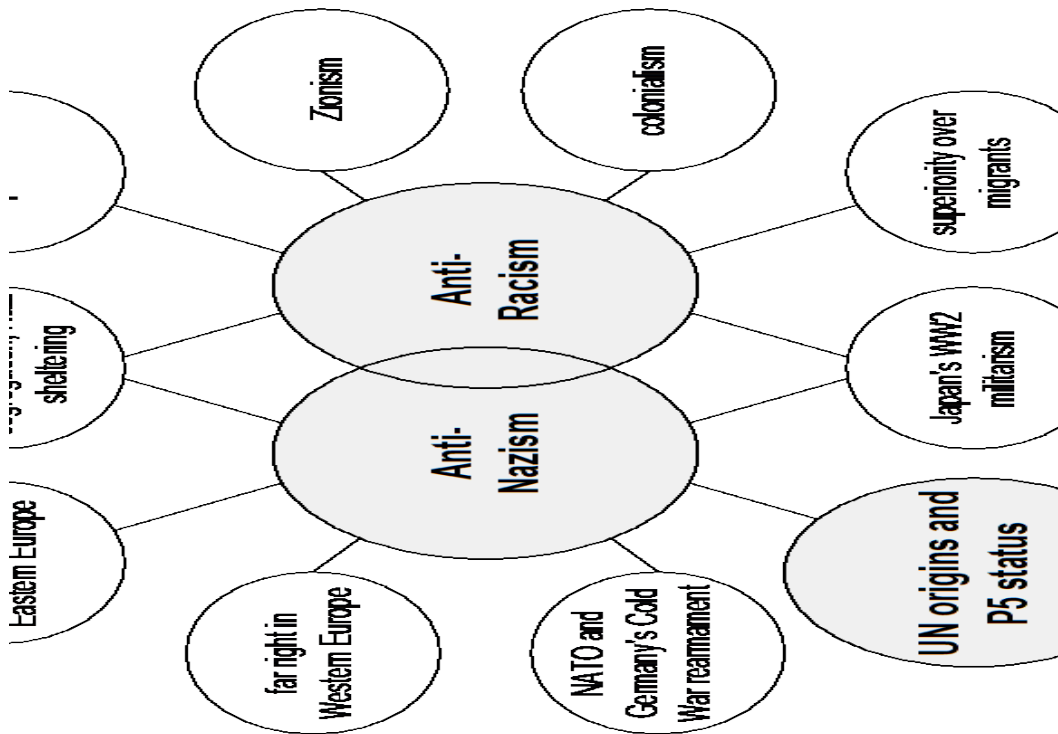 Eastern Europe
sheltering
far right in
Western Europe
Zionism
Anti-
Nazism
Anti-
Racism
NATO and
Germany's Cold
War rearmament
colonialism
UN origins and
P5 status
Japan's WW2
militarism
superiority over
migrants